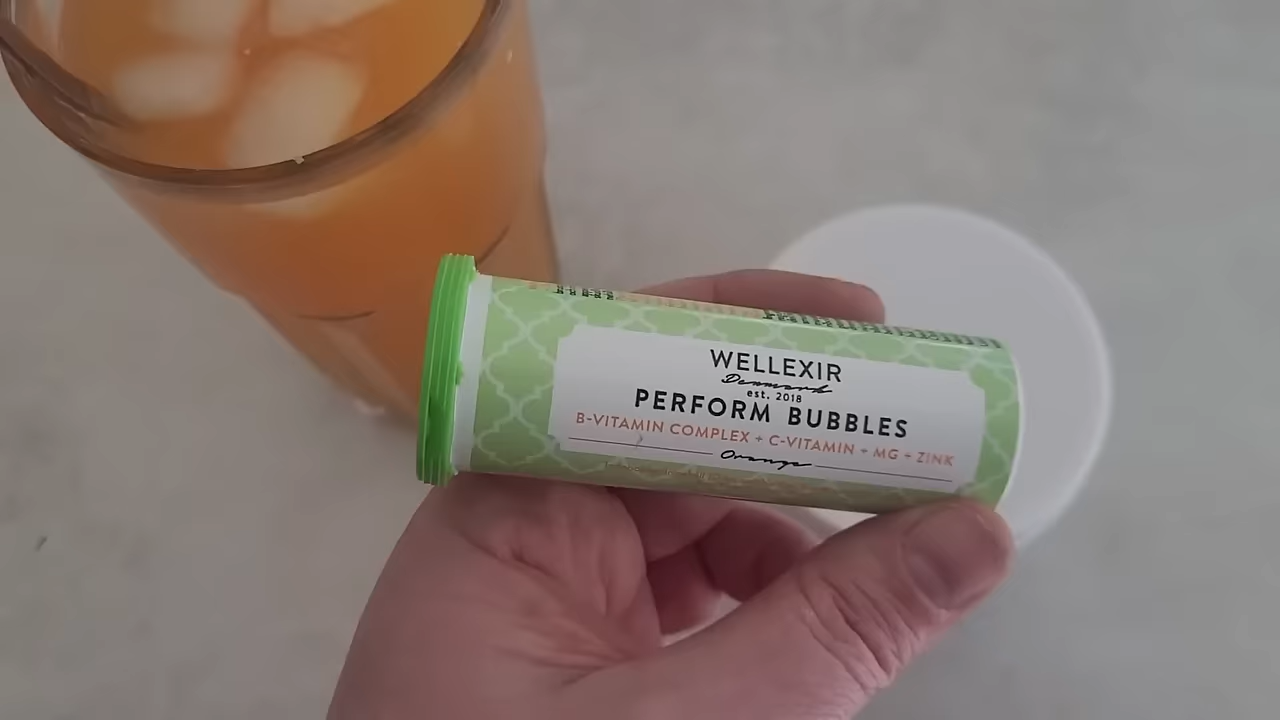 WELLEXIR
Denmark
est. 2018
PERFORM BUBBLES
B-VITAMIN COMPLEX + C-VITAMIN + MG + ZINK
Orange